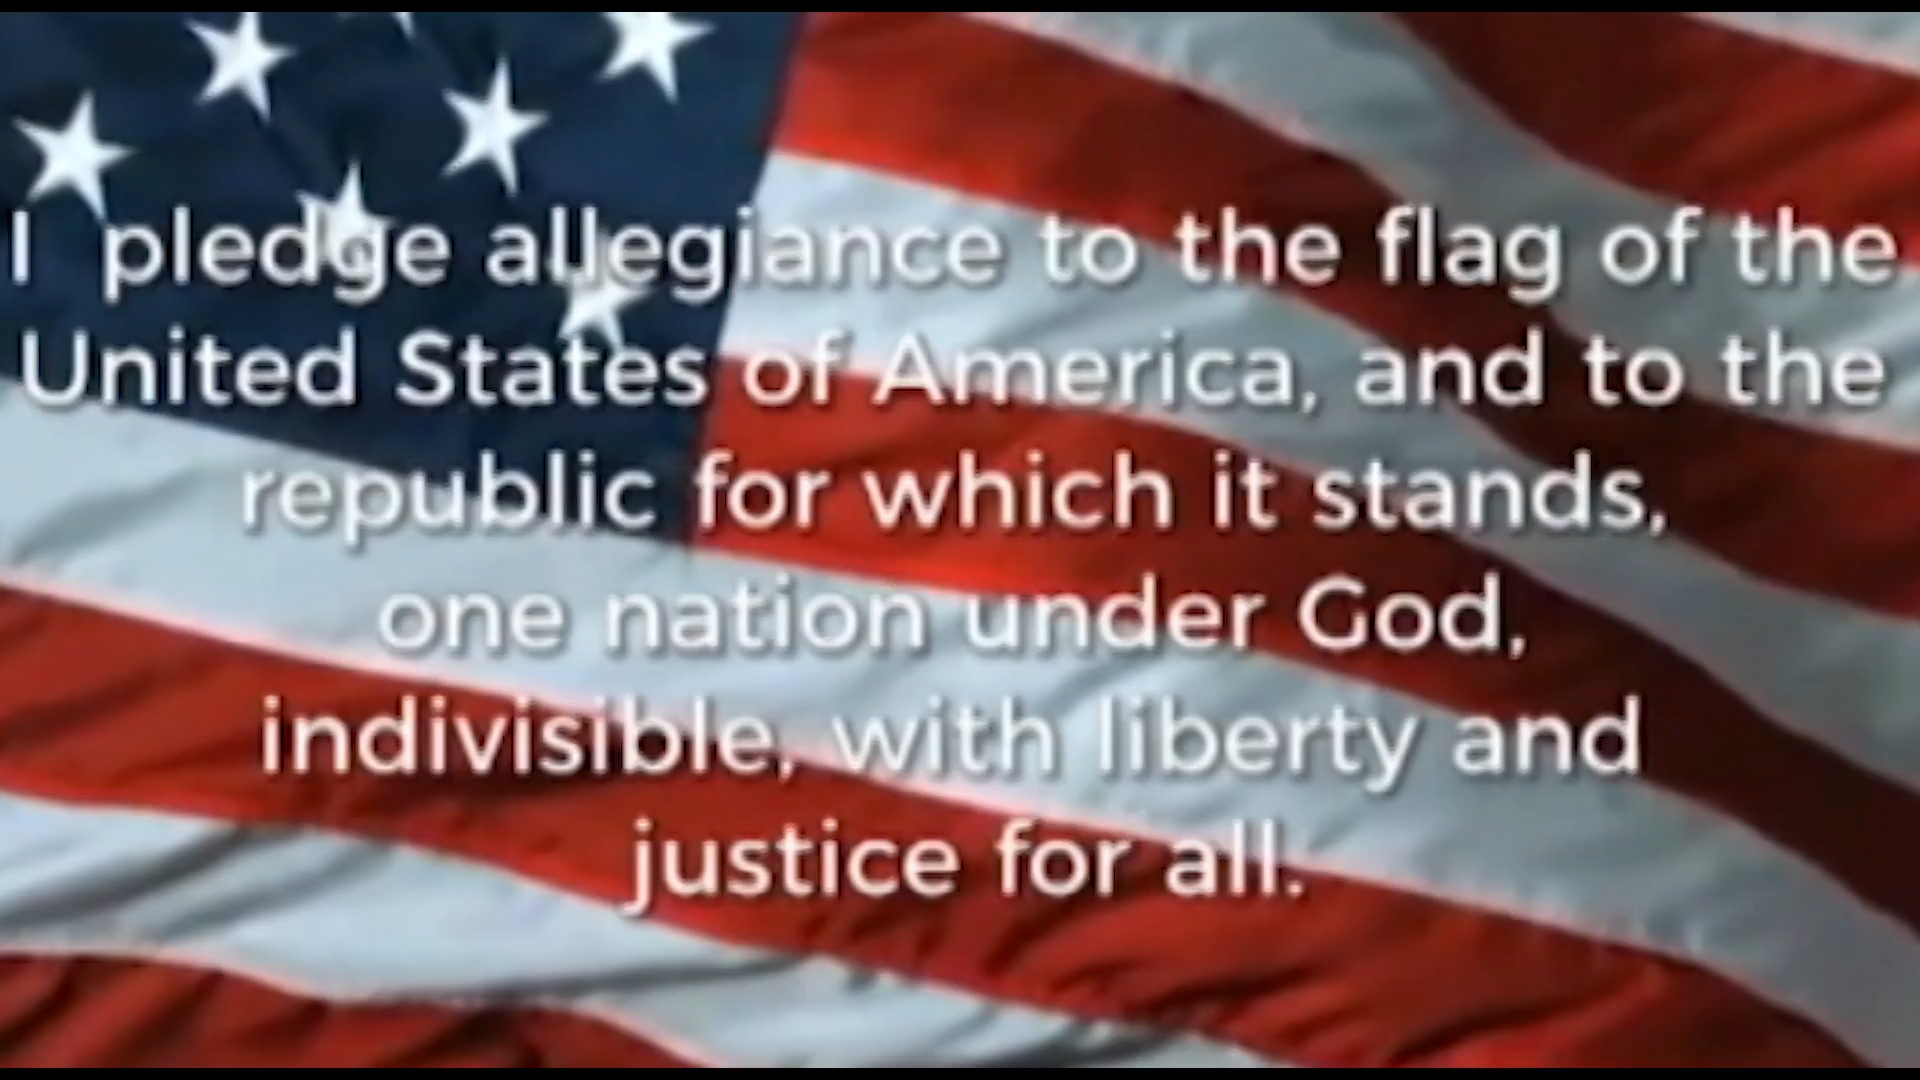 I pledge allegiance to the flag of the
United States of America, and to the
republic for which it stands,
one nation under God,
indivisible, with liberty and
justice for all.